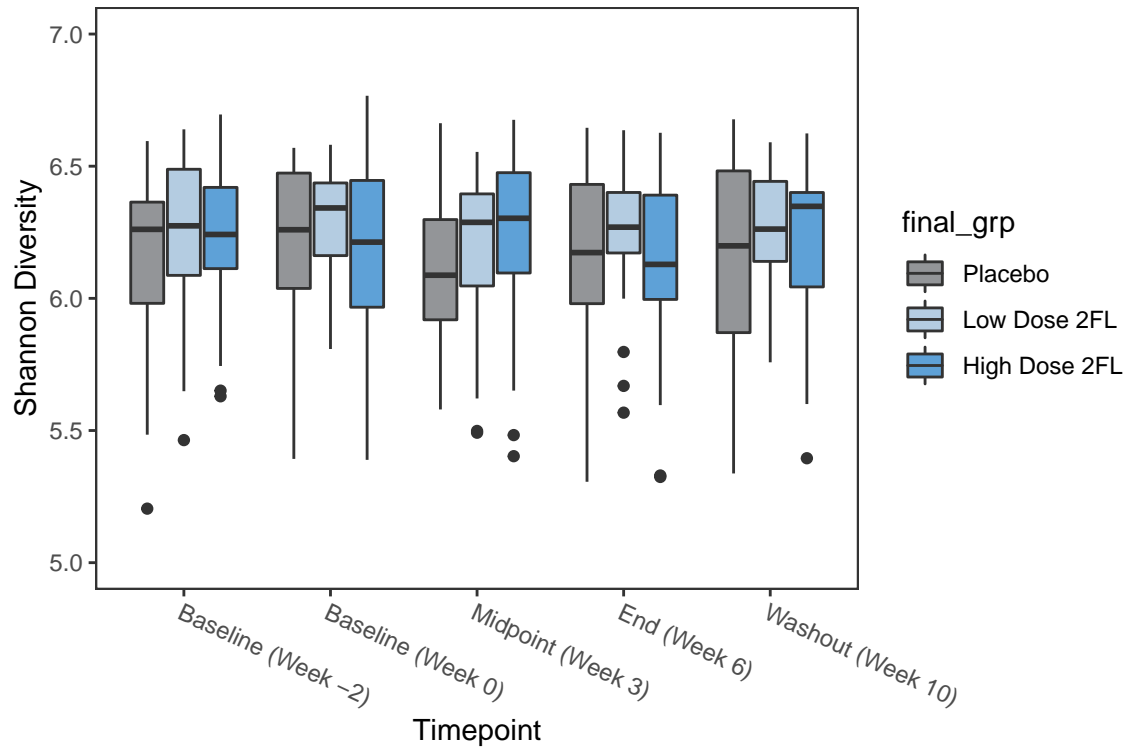 7.0
6.5
6.0
5.5
5.0
Shannon Diversity
Baseline (Week −2)
Baseline (Week 0)
Midpoint (Week 3)
End (Week 6)
Washout (Week 10)
Timepoint
final_grp
Placebo
Low Dose 2FL
High Dose 2FL